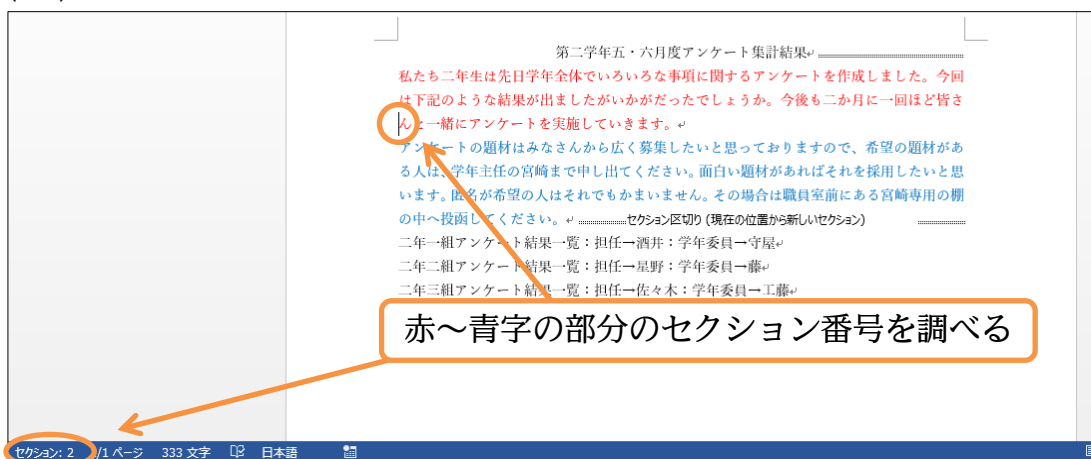 第二学年五・六月度アンケート集計結果↵
私たち二年生は先日学年全体でいろいろな事項に関するアンケートを作成しました。今回
は下記のような結果が出ましたがいかがだったでしょうか。今後も二か月に一回ほど皆さ
んと一緒にアンケートを実施していきます。↵
アンケートの題材はみなさんから広く募集したいと思っておりますので、希望の題材があ
る人は、学年主任の宮崎まで申し出てください。面白い題材があればそれを採用したいと思
います。匿名が希望の人はそれでもかまいません。その場合は職員室前にある宮崎専用の棚
の中へ投函してください。↵ セクション区切り (現在の位置から新しいセクション)
二年一組アンケート結果一覧：担任→酒井：学年委員→守屋↵
二年二組アンケート結果一覧：担任→星野：学年委員→藤↵
二年三組アンケート結果一覧：担任→佐々木：学年委員→工藤↵
赤～青字の部分のセクション番号を調べる
セクション: 2 /1 ページ 333 文字 日本語